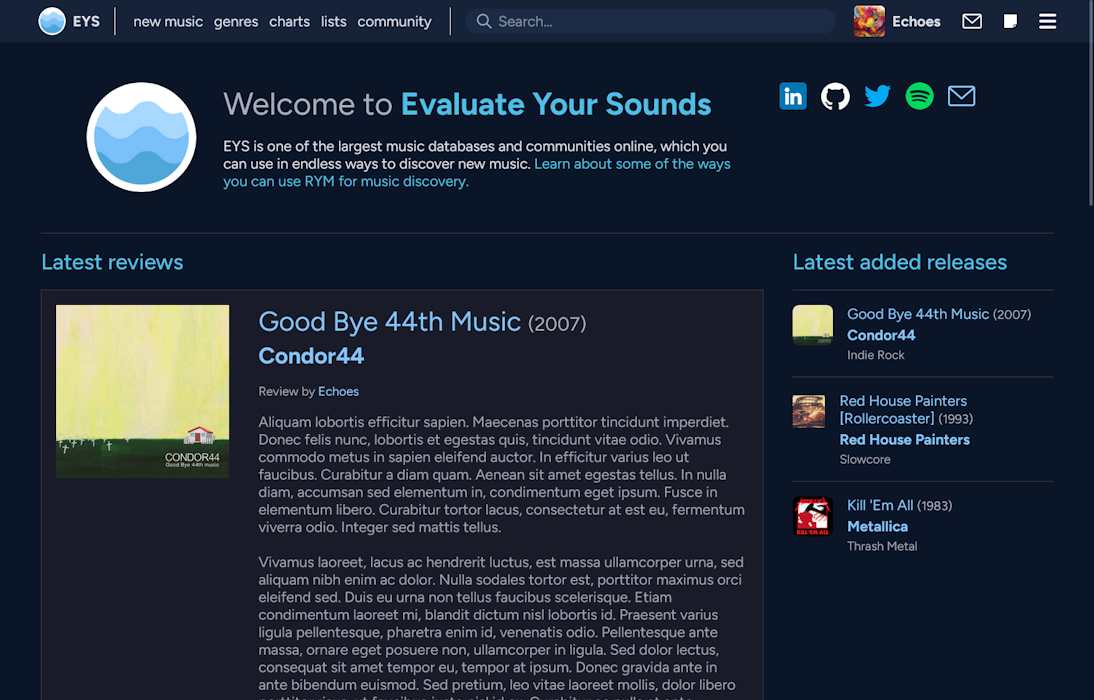 EYS
new music genres charts lists community
Search...
Echoes
Welcome to Evaluate Your Sounds
in
EYS is one of the largest music databases and communities online, which you
can use in endless ways to discover new music. Learn about some of the ways
you can use RYM for music discovery.
Latest reviews
CONDOR44
Good Bye 44th music
Good Bye 44th Music (2007)
Condor44
Review by Echoes
Aliquam lobortis efficitur sapien. Maecenas porttitor tincidunt imperdiet.
Donec felis nunc, lobortis et egestas quis, tincidunt vitae odio. Vivamus
commodo metus in sapien eleifend auctor. In efficitur varius leo ut
faucibus. Curabitur a diam quam. Aenean sit amet egestas tellus. In nulla
diam, accumsan sed elementum in, condimentum eget ipsum. Fusce in
elementum libero. Curabitur tortor lacus, consectetur at est eu, fermentum
viverra odio. Integer sed mattis tellus.
Vivamus laoreet, lacus ac hendrerit luctus, est massa ullamcorper urna, sed
aliquam nibh enim ac dolor. Nulla sodales tortor est, porttitor maximus orci
eleifend sed. Duis eu urna non tellus faucibus scelerisque. Etiam
condimentum laoreet mi, blandit dictum nisl lobortis id. Praesent varius
ligula pellentesque, pharetra enim id, venenatis odio. Pellentesque ante
massa, ornare eget posuere non, ullamcorper in ligula. Sed dolor lectus,
consequat sit amet tempor eu, tempor at ipsum. Donec gravida ante in
ante bibendum euismod. Sed pretium, leo vitae laoreet mollis, dolor libero
Latest added releases
Good Bye 44th Music (2007)
Condor44
Indie Rock
Red House Painters
[Rollercoaster] (1993)
Red House Painters
Slowcore
METALLICA
KILL 'EM ALL
Kill 'Em All (1983)
Metallica
Thrash Metal